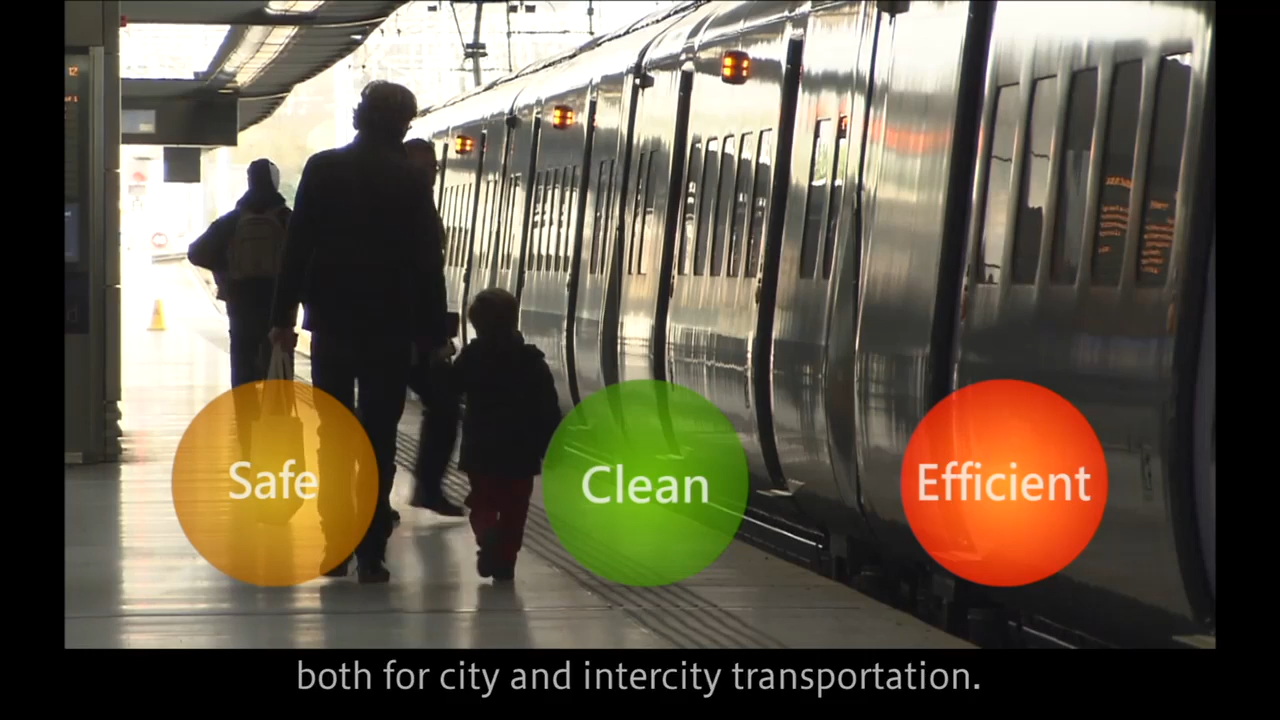 Safe
Clean
Efficient
both for city and intercity transportation.